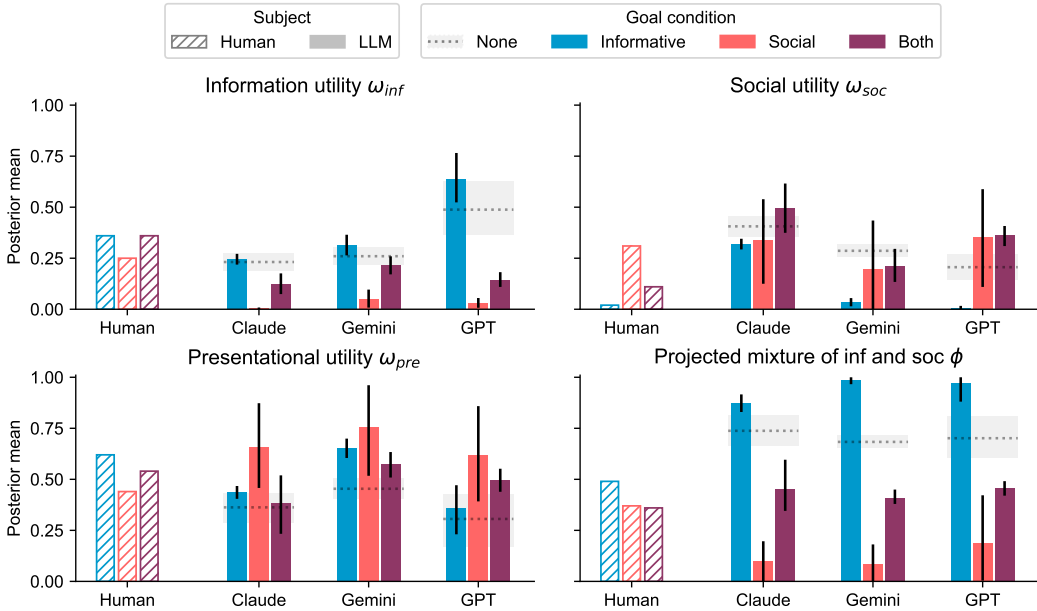 Subject
Human LLM
Goal condition
None Informative Social Both
Information utility ω_inf
Social utility ω_soc
1.00
0.75
0.50
0.25
0.00
Posterior mean
Human Claude Gemini GPT
Human Claude Gemini GPT
Presentational utility ω_pre
Projected mixture of inf and soc ϕ
1.00
0.75
0.50
0.25
0.00
Posterior mean
Human Claude Gemini GPT
Human Claude Gemini GPT